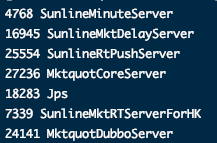 4768 SunlineMinuteServer
16945 SunlineMktDelayServer
25554 SunlineRtPushServer
27236 MktquotCoreServer
18283 Jps
7339 SunlineMktRTServerForHK
24141 MktquotDubboServer